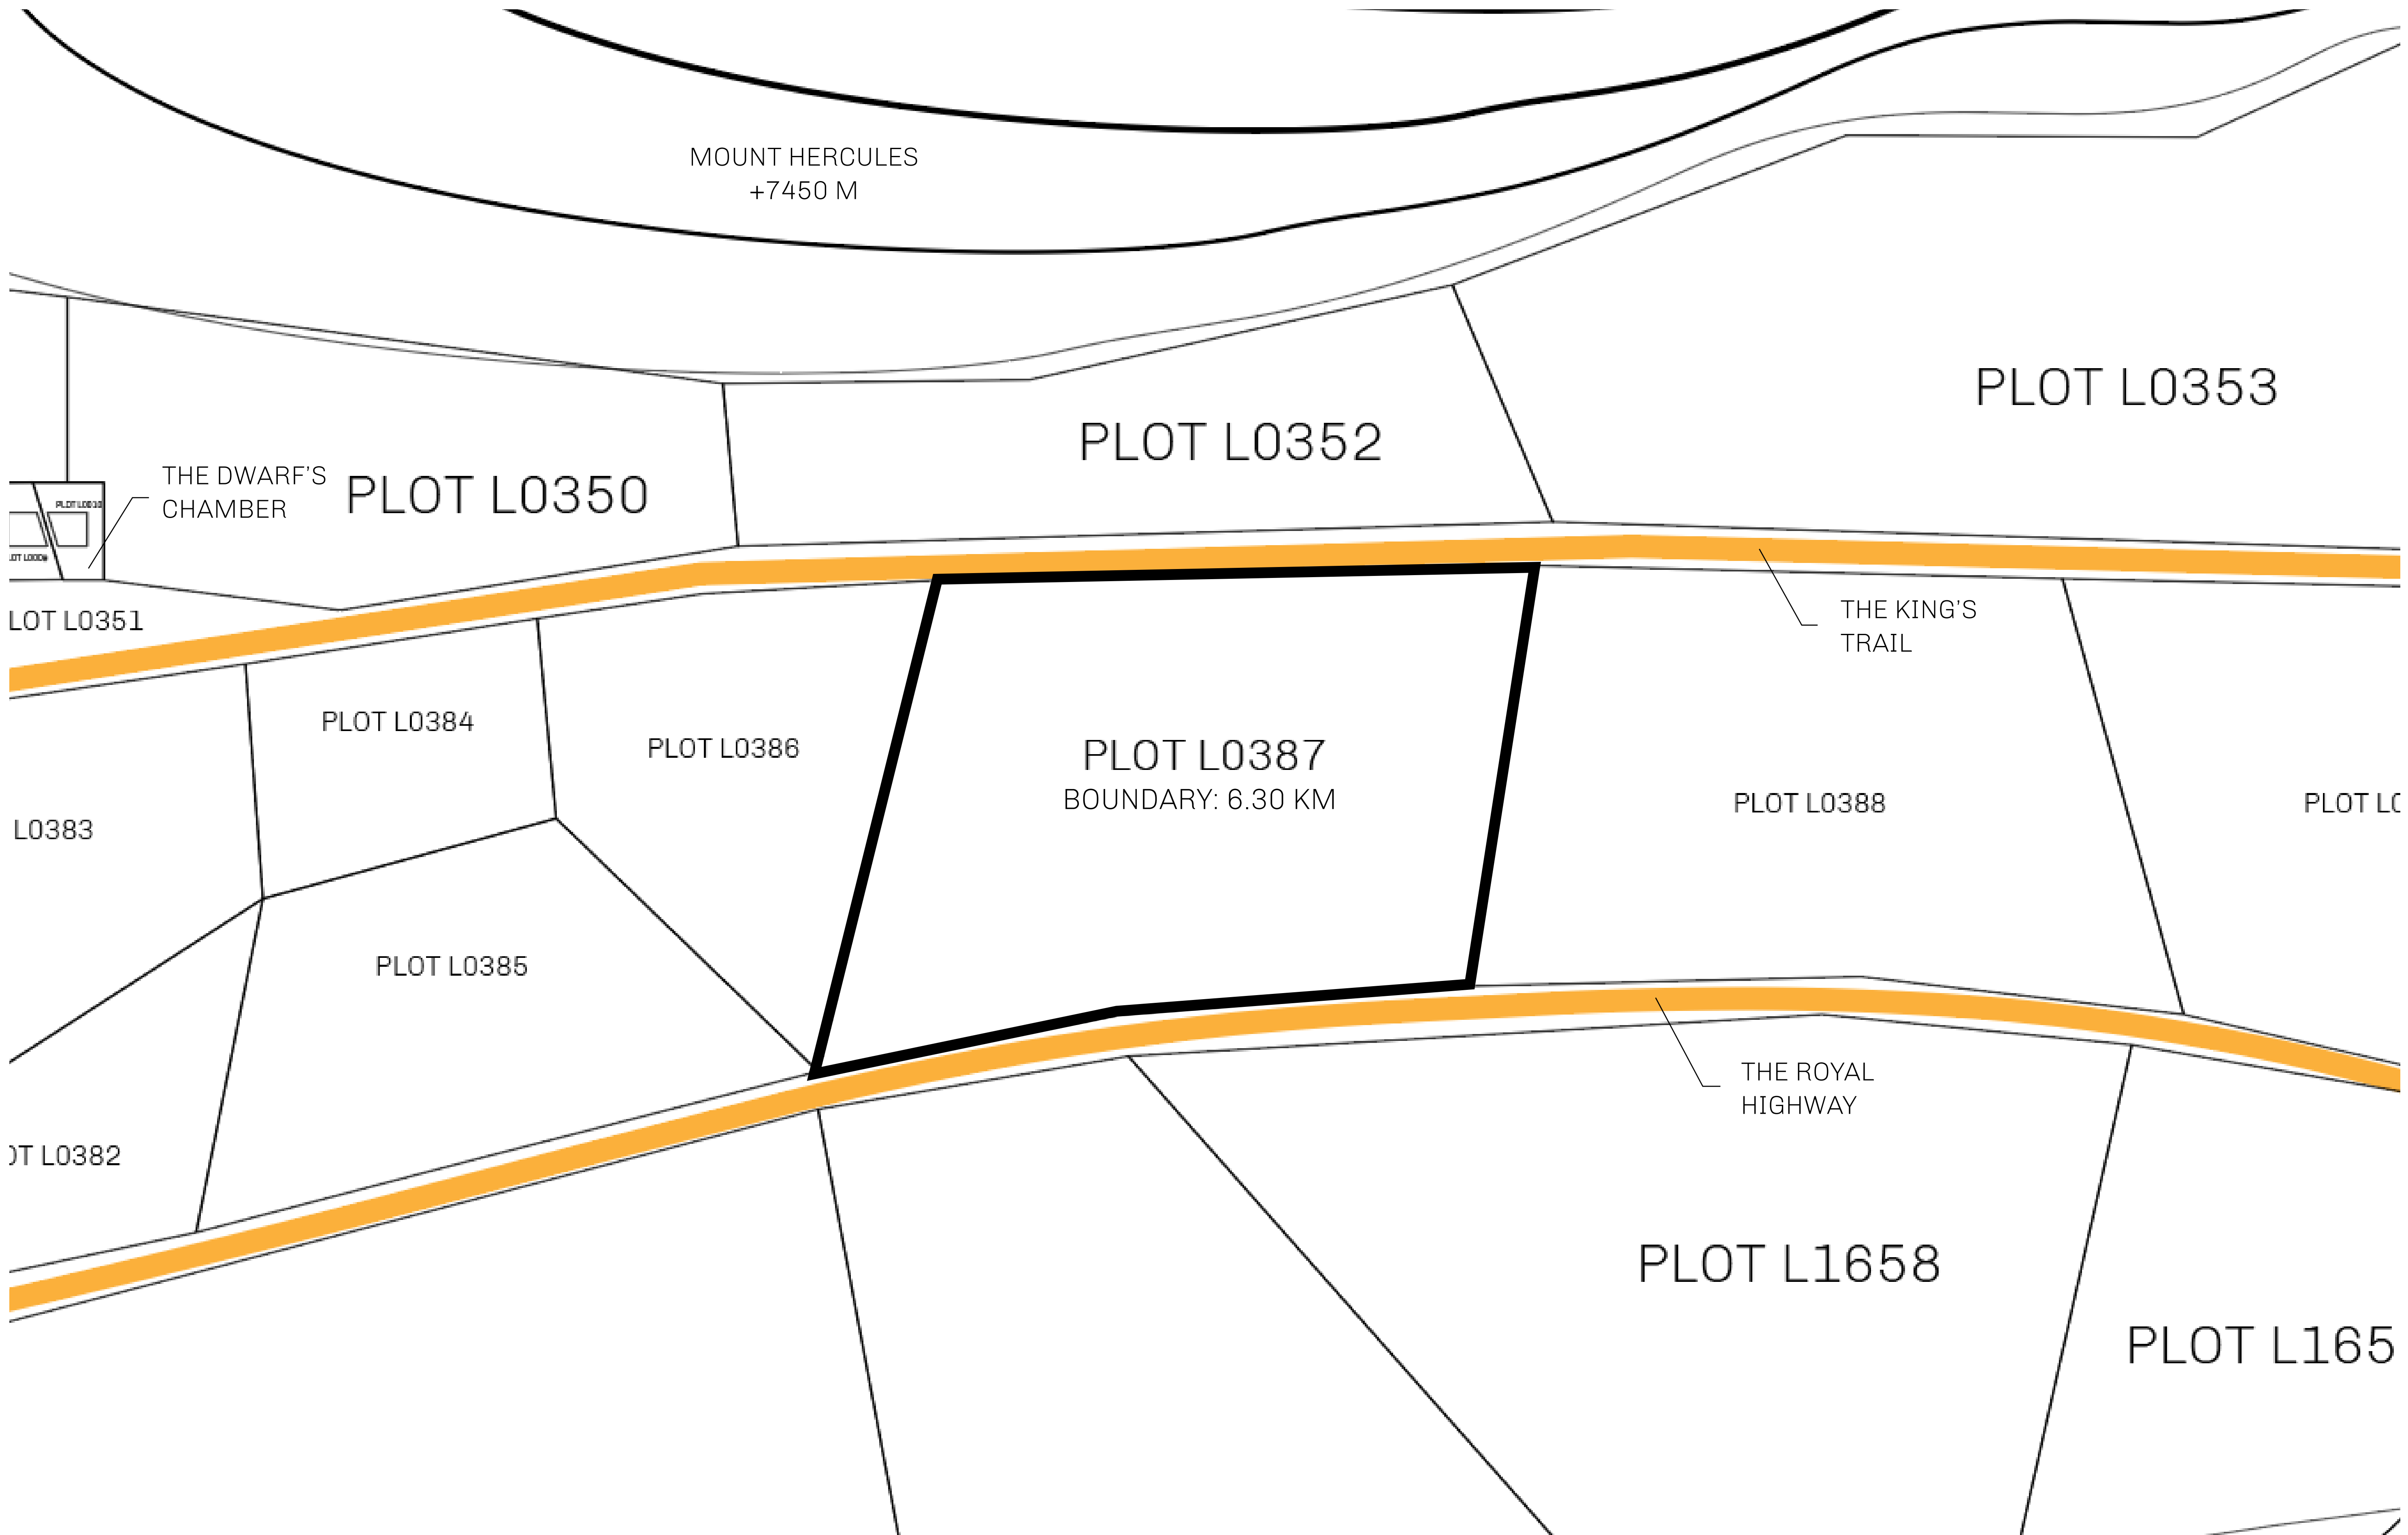 MOUNT HERCULES
+7450 M
PLOT L0353
PLOT L0352
THE DWARF'S
CHAMBER
PLOT L0350
LOT L0351
THE KING'S
TRAIL
PLOT L0384
PLOT L0386
PLOT L0387
BOUNDARY: 6.30 KM
PLOT L0388
PLOT L0
L0383
PLOT L0385
THE ROYAL
HIGHWAY
OT L0382
PLOT L1658
PLOT L165